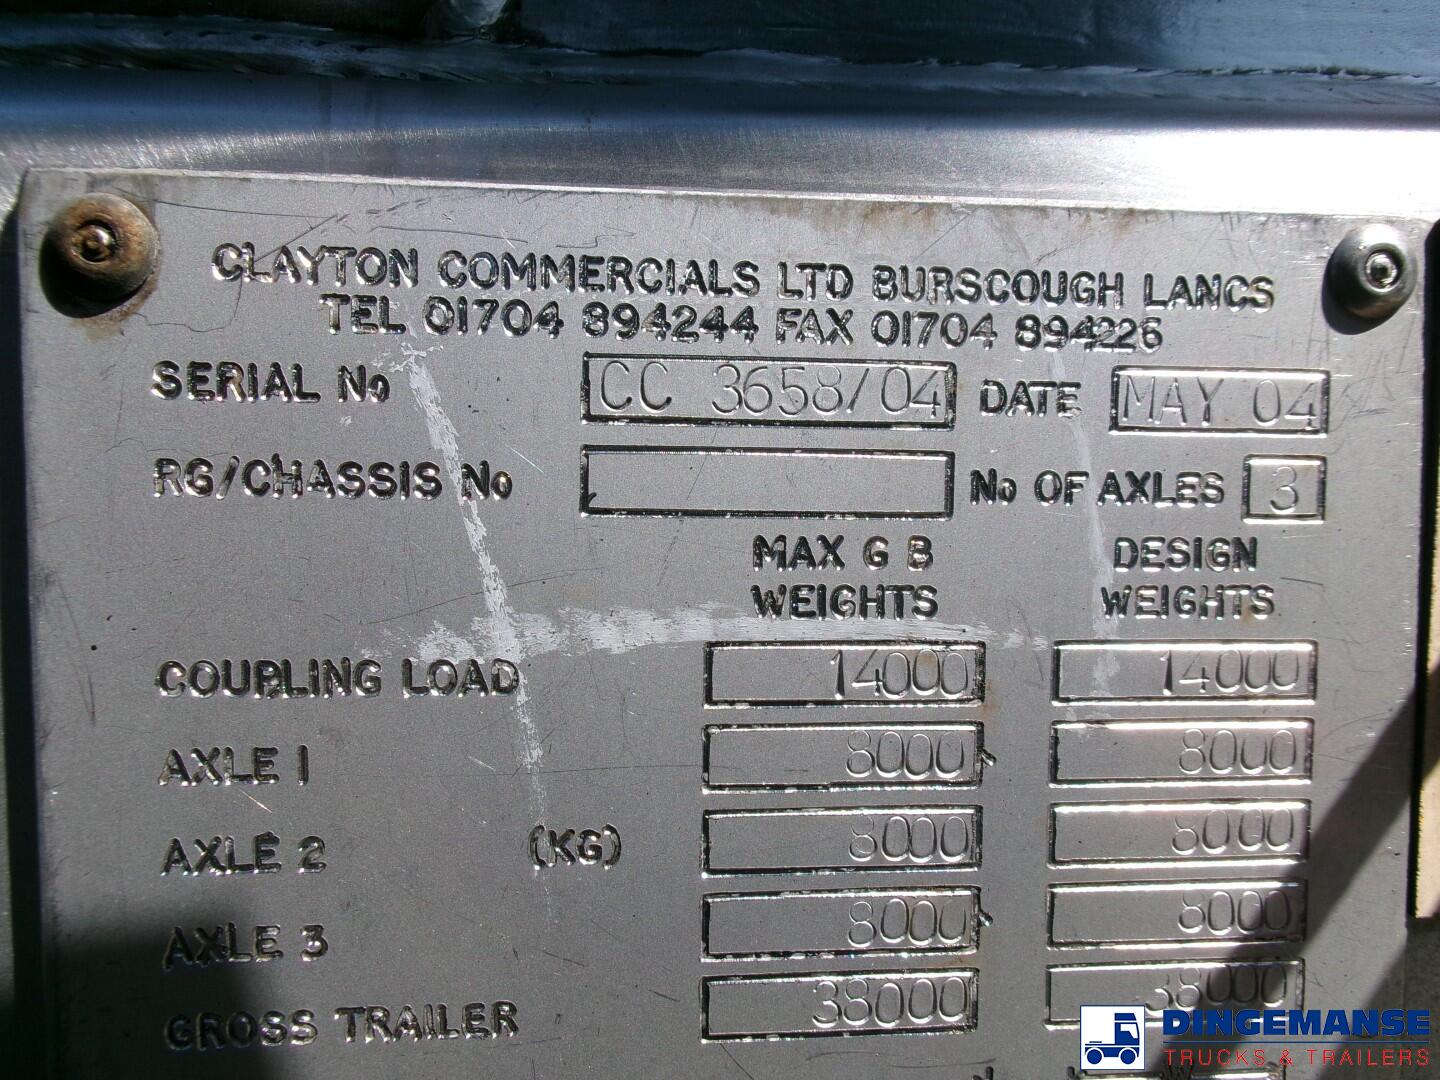 CLAYTON COMMERCIALS LTD BURSCOUGH LANCS
TEL 01704 894244 FAX 01704 894226
SERIAL No CC 3658/04 DATE MAY 04
RG/CHASSIS No No OF AXLES 3
MAX G B DESIGN
WEIGHTS WEIGHTS
COUPLING LOAD 14000 14000
AXLE 1 8000 8000
AXLE 2 (KG) 8000 8000
AXLE 3 8000 8000
GROSS TRAILER 38000 38000
DINGEMANSE
TRUCKS & TRAILERS